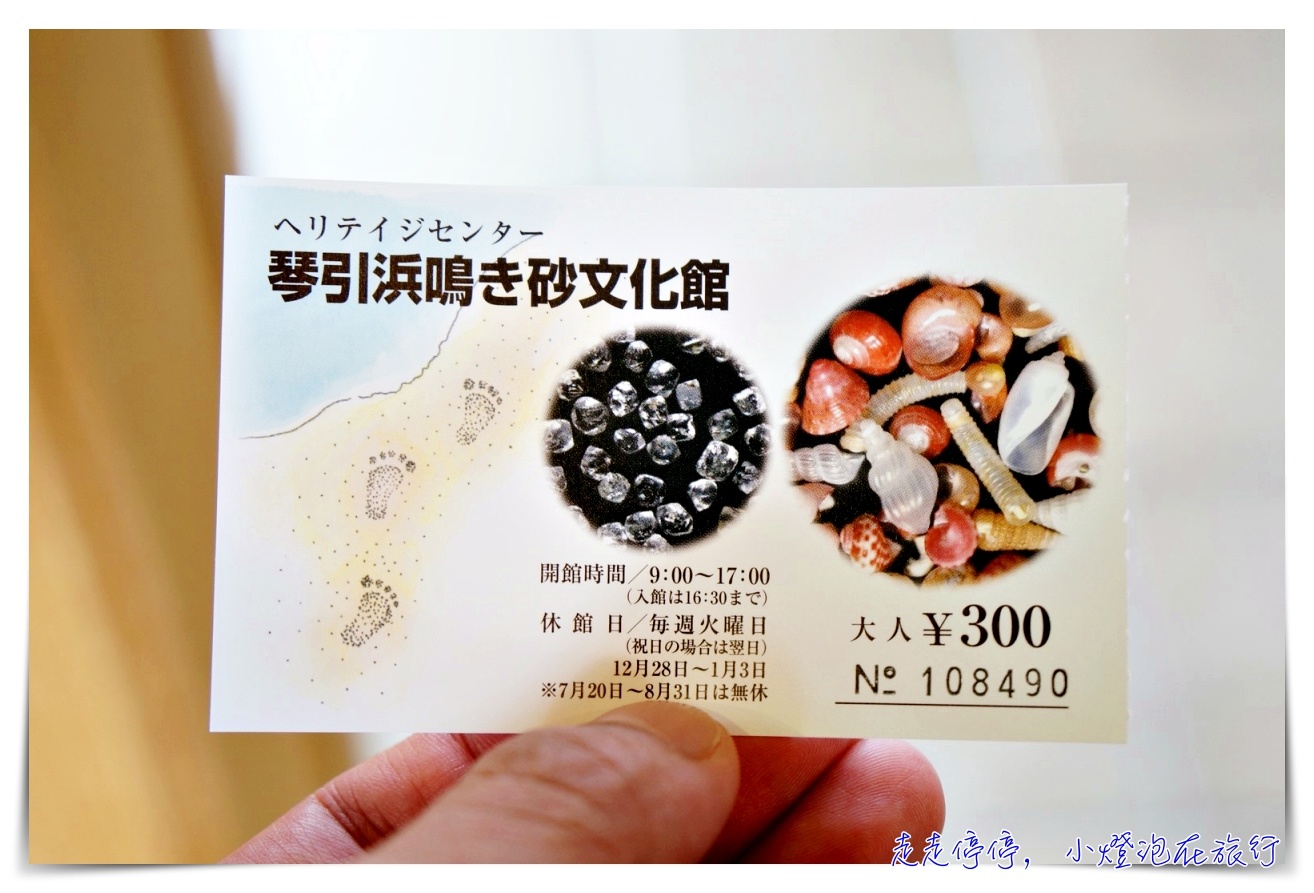 ヘリテイジセンター
琴引浜鳴き砂文化館
開館時間／9:00〜17:00
（入館は16:30まで）
休館日／毎週火曜日
（祝日の場合は翌日）
12月28日〜1月3日
※7月20日〜8月31日は無休
大人￥300
№ 108490
走走停停，小燈泡在旅行